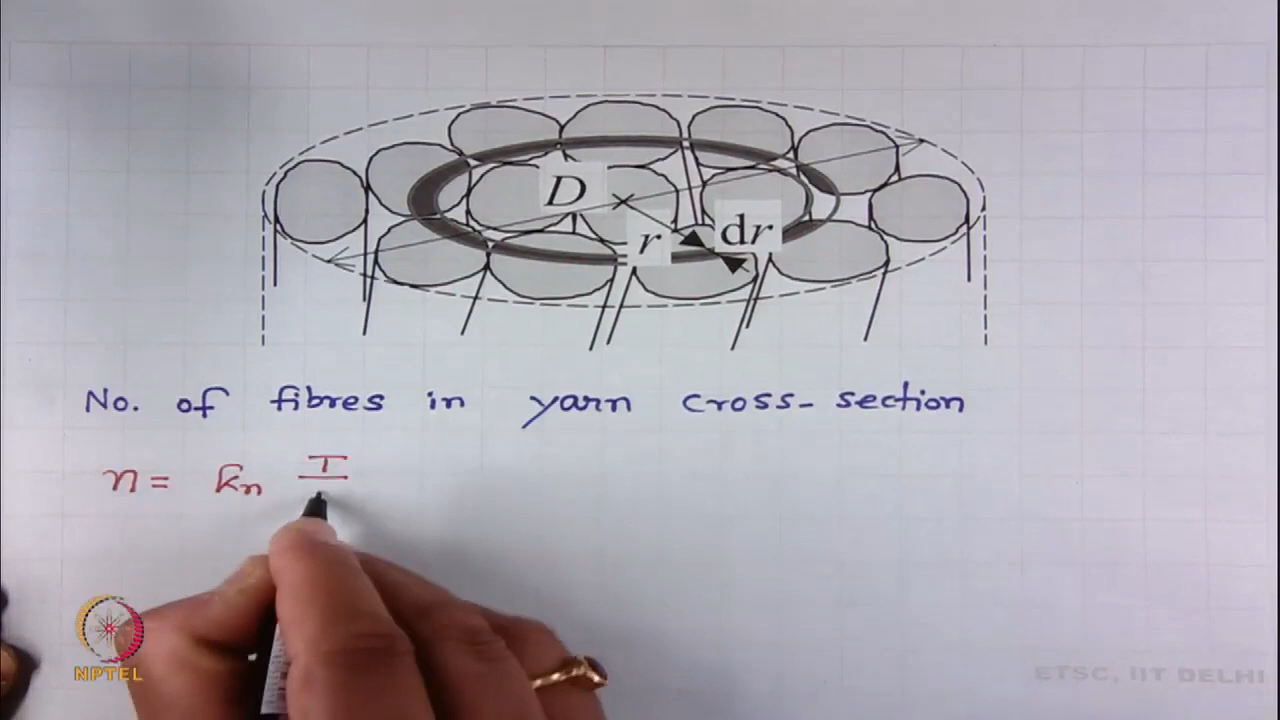 D
r
dr
No. of fibres in yarn cross-section
n = kn T
NPTEL
ETSC, IIT DELHI